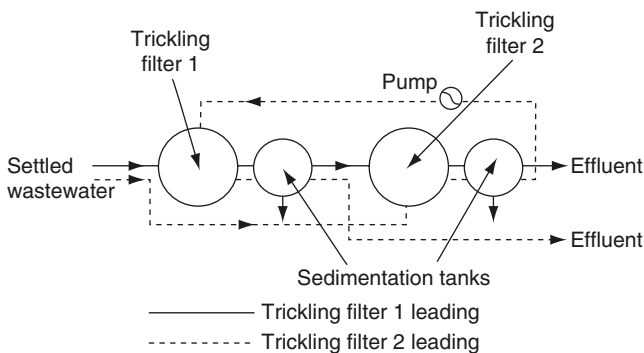 Trickling
filter 1
Trickling
filter 2
Pump
Settled
wastewater
Effluent
Effluent
Sedimentation tanks
Trickling filter 1 leading
Trickling filter 2 leading